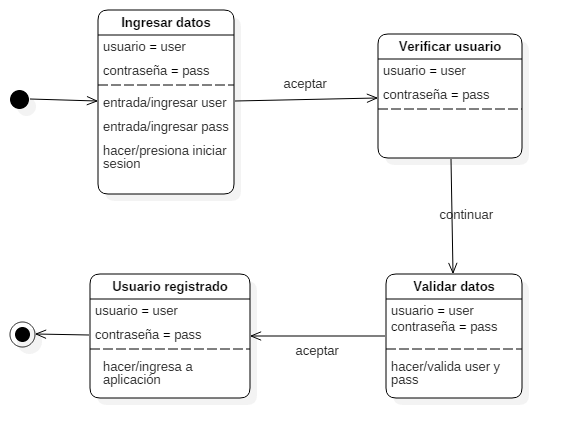 Ingresar datos
usuario = user
contraseña = pass
entrada/ingresar user
entrada/ingresar pass
hacer/presiona iniciar
sesion
aceptar
Verificar usuario
usuario = user
contraseña = pass
continuar
Validar datos
usuario = user
contraseña = pass
hacer/valida user y
pass
aceptar
Usuario registrado
usuario = user
contraseña = pass
hacer/ingresa a
aplicación